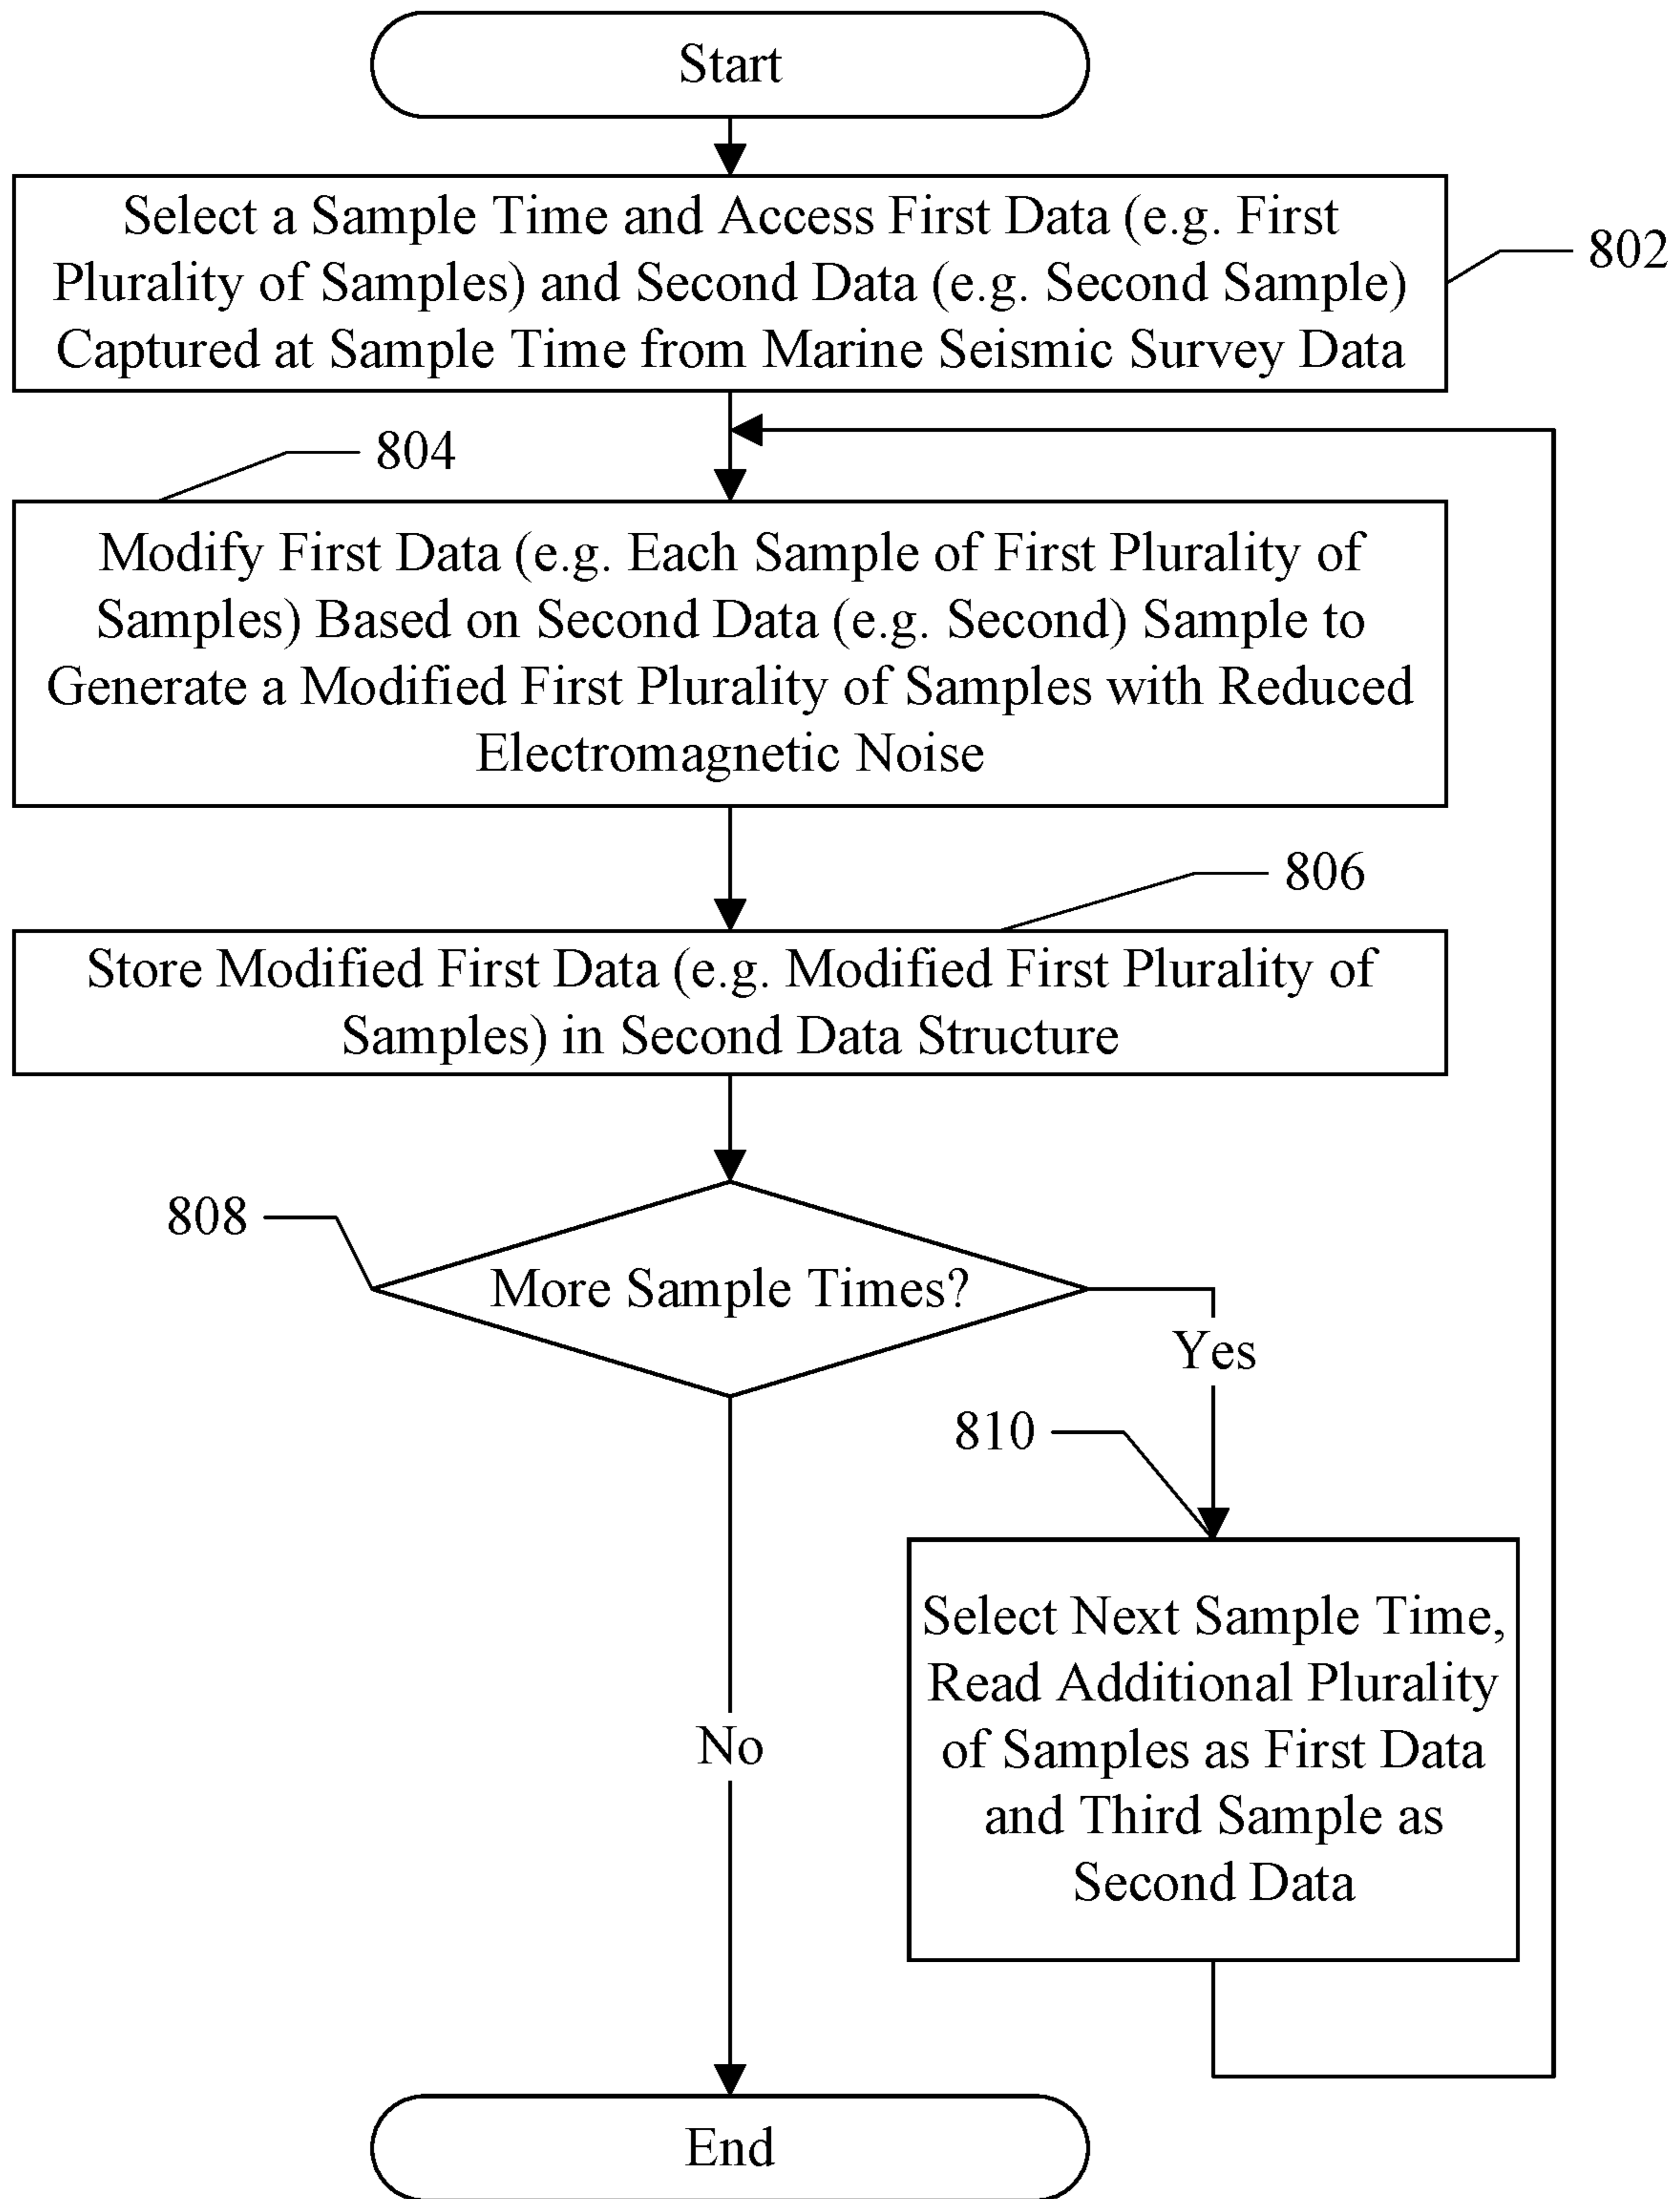 Start
Select a Sample Time and Access First Data (e.g. First
Plurality of Samples) and Second Data (e.g. Second Sample)
Captured at Sample Time from Marine Seismic Survey Data
802
804
Modify First Data (e.g. Each Sample of First Plurality of
Samples) Based on Second Data (e.g. Second) Sample to
Generate a Modified First Plurality of Samples with Reduced
Electromagnetic Noise
806
Store Modified First Data (e.g. Modified First Plurality of
Samples) in Second Data Structure
808
More Sample Times?
Yes
810
Select Next Sample Time,
Read Additional Plurality
of Samples as First Data
and Third Sample as
Second Data
No
End